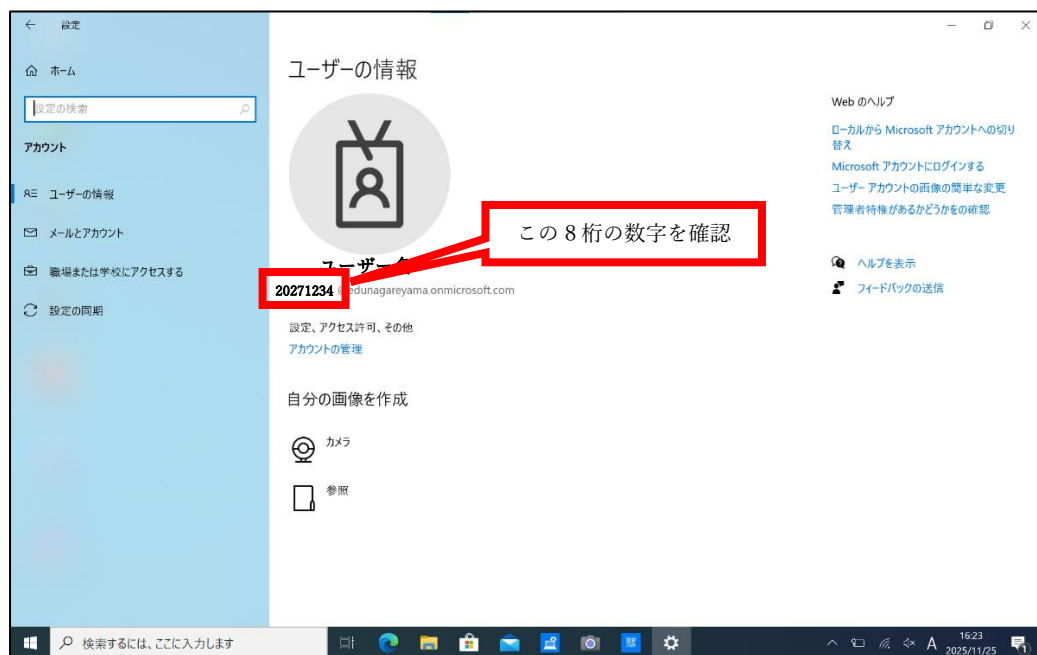 設定
ホーム
設定の検索
アカウント
ユーザーの情報
メールとアカウント
職場または学校にアクセスする
設定の同期
ユーザーの情報
この8桁の数字を確認
ユーザー
20271234 @edunagareyama.onmicrosoft.com
設定、アクセス許可、その他
アカウントの管理
自分の画像を作成
カメラ
参照
Web のヘルプ
ローカルから Microsoft アカウントへの切り
替え
Microsoft アカウントにログインする
ユーザー アカウントの画像の簡単な変更
管理者特権があるかどうかの確認
ヘルプを表示
フィードバックの送信
検索するには、ここに入力します
A
16:23
2025/11/25
1